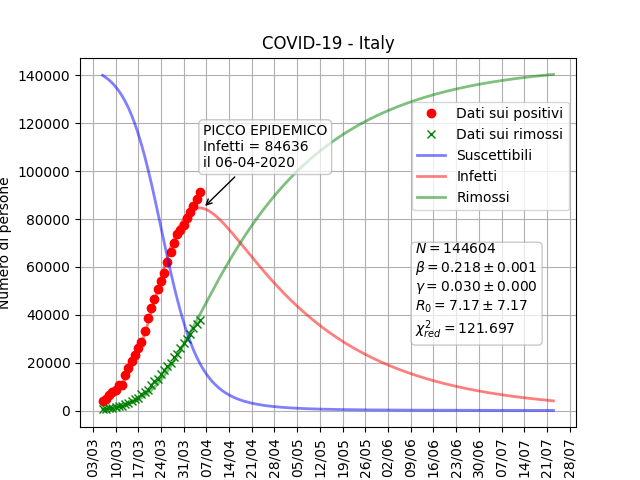 COVID-19 - Italy
Numero di persone
140000
120000
100000
80000
60000
40000
20000
0
PICCO EPIDEMICO
Infetti = 84636
il 06-04-2020
Dati sui positivi
Dati sui rimossi
Suscettibili
Infetti
Rimossi
N = 144604
β = 0.218 ± 0.001
γ = 0.030 ± 0.000
R₀ = 7.17 ± 7.17
χ²_red = 121.697
03/03
10/03
17/03
24/03
31/03
07/04
14/04
21/04
28/04
05/05
12/05
19/05
26/05
02/06
09/06
16/06
23/06
30/06
07/07
14/07
21/07
28/07